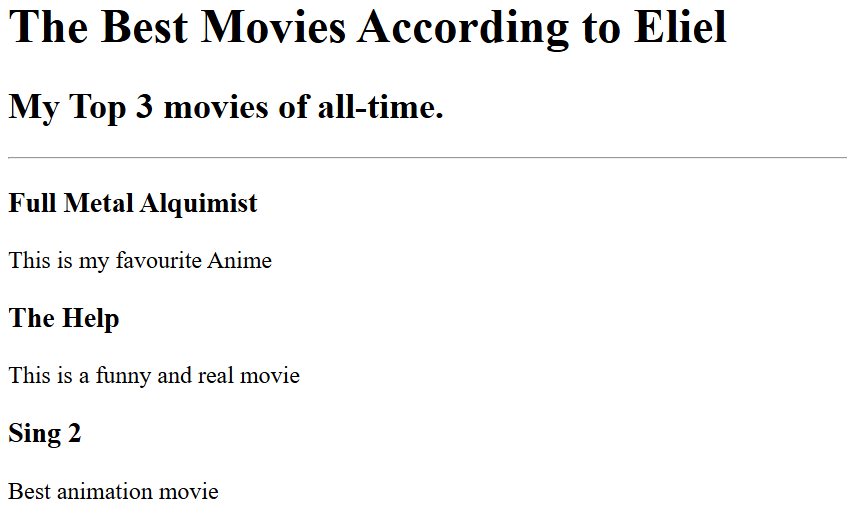 The Best Movies According to Eliel
My Top 3 movies of all-time.
Full Metal Alquimist
This is my favourite Anime
The Help
This is a funny and real movie
Sing 2
Best animation movie